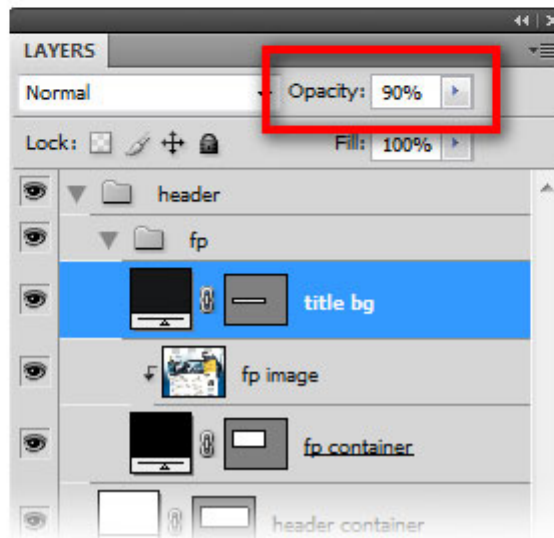 LAYERS
Normal Opacity: 90%
Lock: Fill: 100%
header
fp
title bg
fp image
fp container
header container